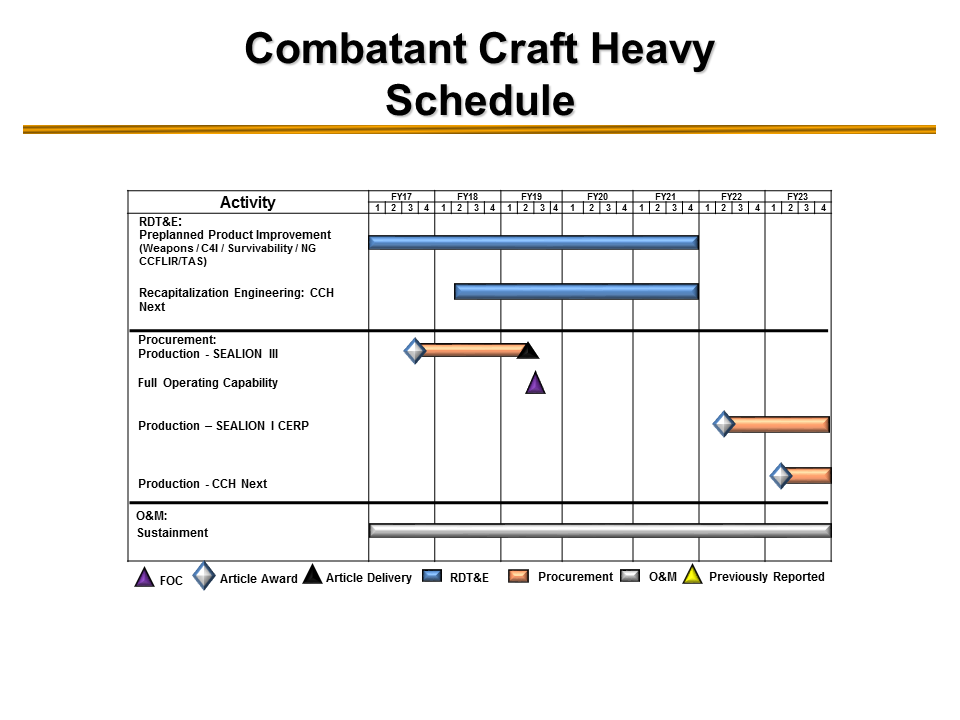 Combatant Craft Heavy
Schedule
Activity
FY17 FY18 FY19 FY20 FY21 FY22 FY23
1 2 3 4 1 2 3 4 1 2 3 4 1 2 3 4 1 2 3 4 1 2 3 4 1 2 3 4
RDT&E:
Preplanned Product Improvement
(Weapons / C4I / Survivability / NG
CCFLIR/TAS)
Recapitalization Engineering: CCH
Next
Procurement:
Production - SEALION III
Full Operating Capability
Production – SEALION I CERP
Production - CCH Next
O&M:
Sustainment
FOC Article Award Article Delivery RDT&E Procurement O&M Previously Reported